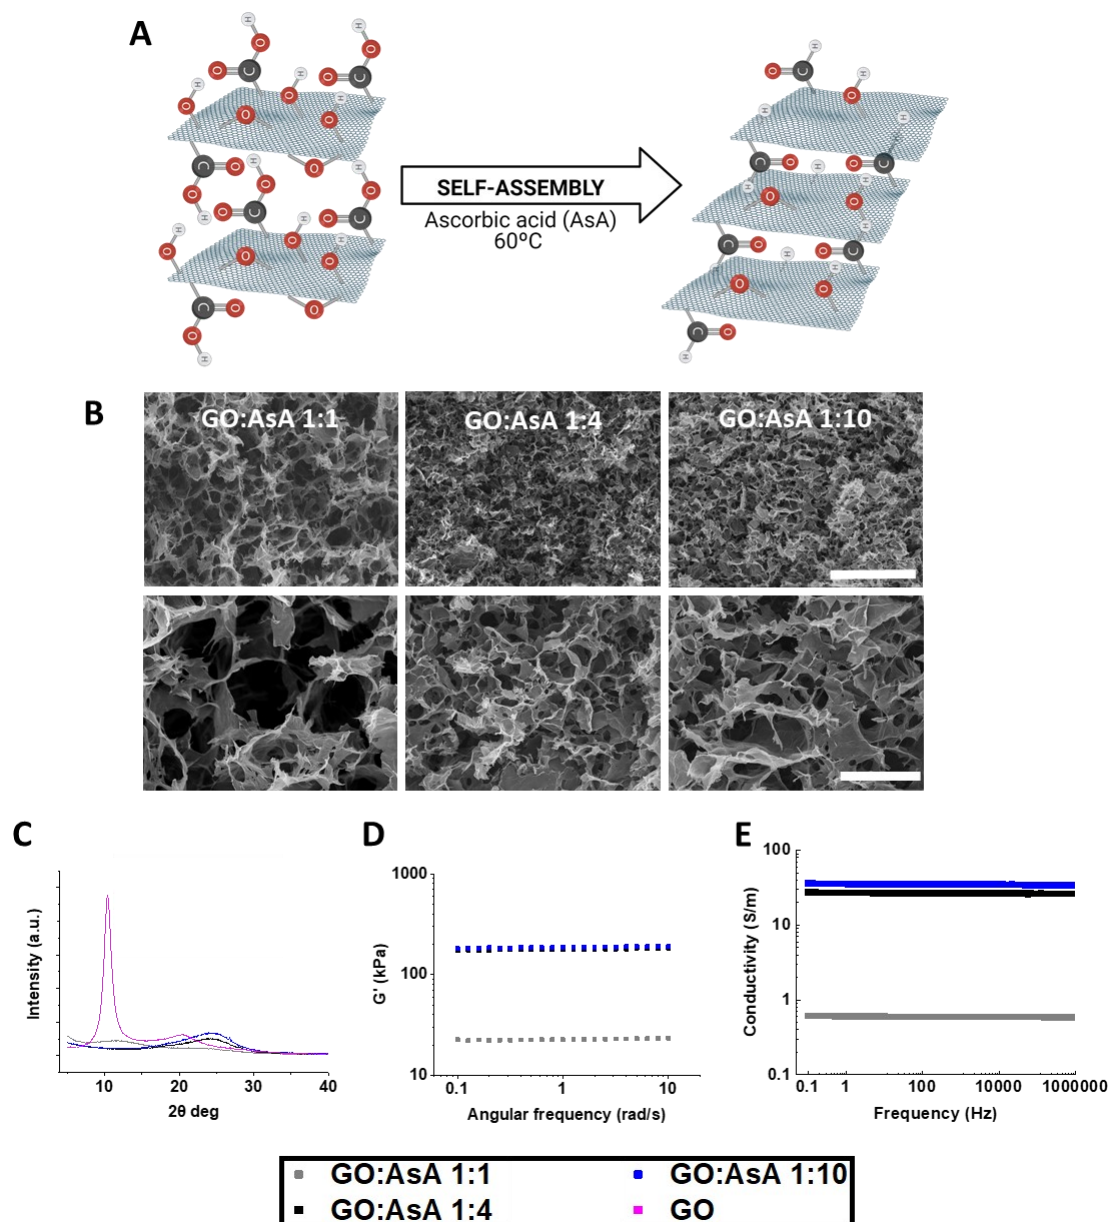 A
SELF-ASSEMBLY
Ascorbic acid (AsA)
60ºC
B
GO:AsA 1:1
GO:AsA 1:4
GO:AsA 1:10
C
Intensity (a.u.)
10
20
30
40
2θ deg
D
G' (kPa)
1000
100
10
0.1
1
10
Angular frequency (rad/s)
E
Conductivity (S/m)
100
10
1
0.1
0.1
1
100
10000
1000000
Frequency (Hz)
GO:AsA 1:1
GO:AsA 1:10
GO:AsA 1:4
GO